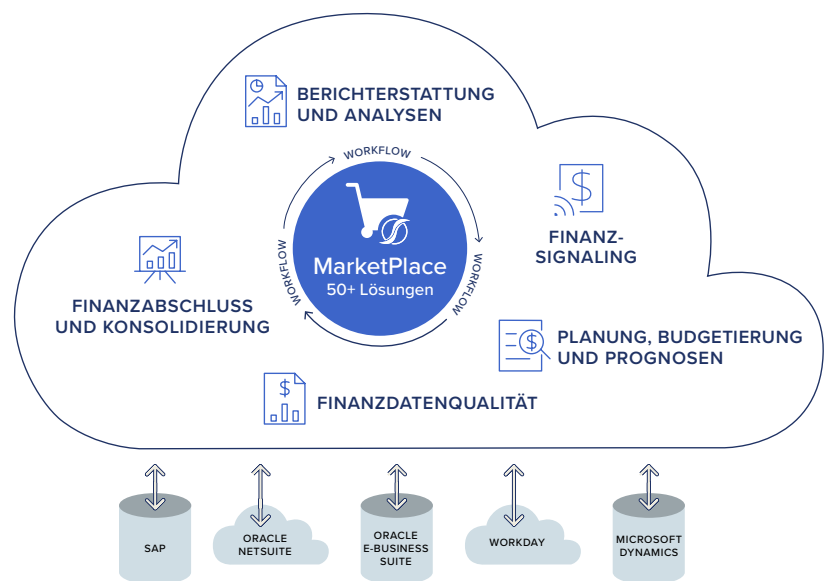 BERICHTERSTATTUNG
UND ANALYSEN
WORKFLOW
FINANZ-
SIGNALING
WORKFLOW
WORKFLOW
MarketPlace
50+ Lösungen
FINANZABSCHLUSS
UND KONSOLIDIERUNG
PLANUNG, BUDGETIERUNG
UND PROGNOSEN
FINANZDATENQUALITÄT
SAP
ORACLE
NETSUITE
ORACLE
E-BUSINESS
SUITE
WORKDAY
MICROSOFT
DYNAMICS